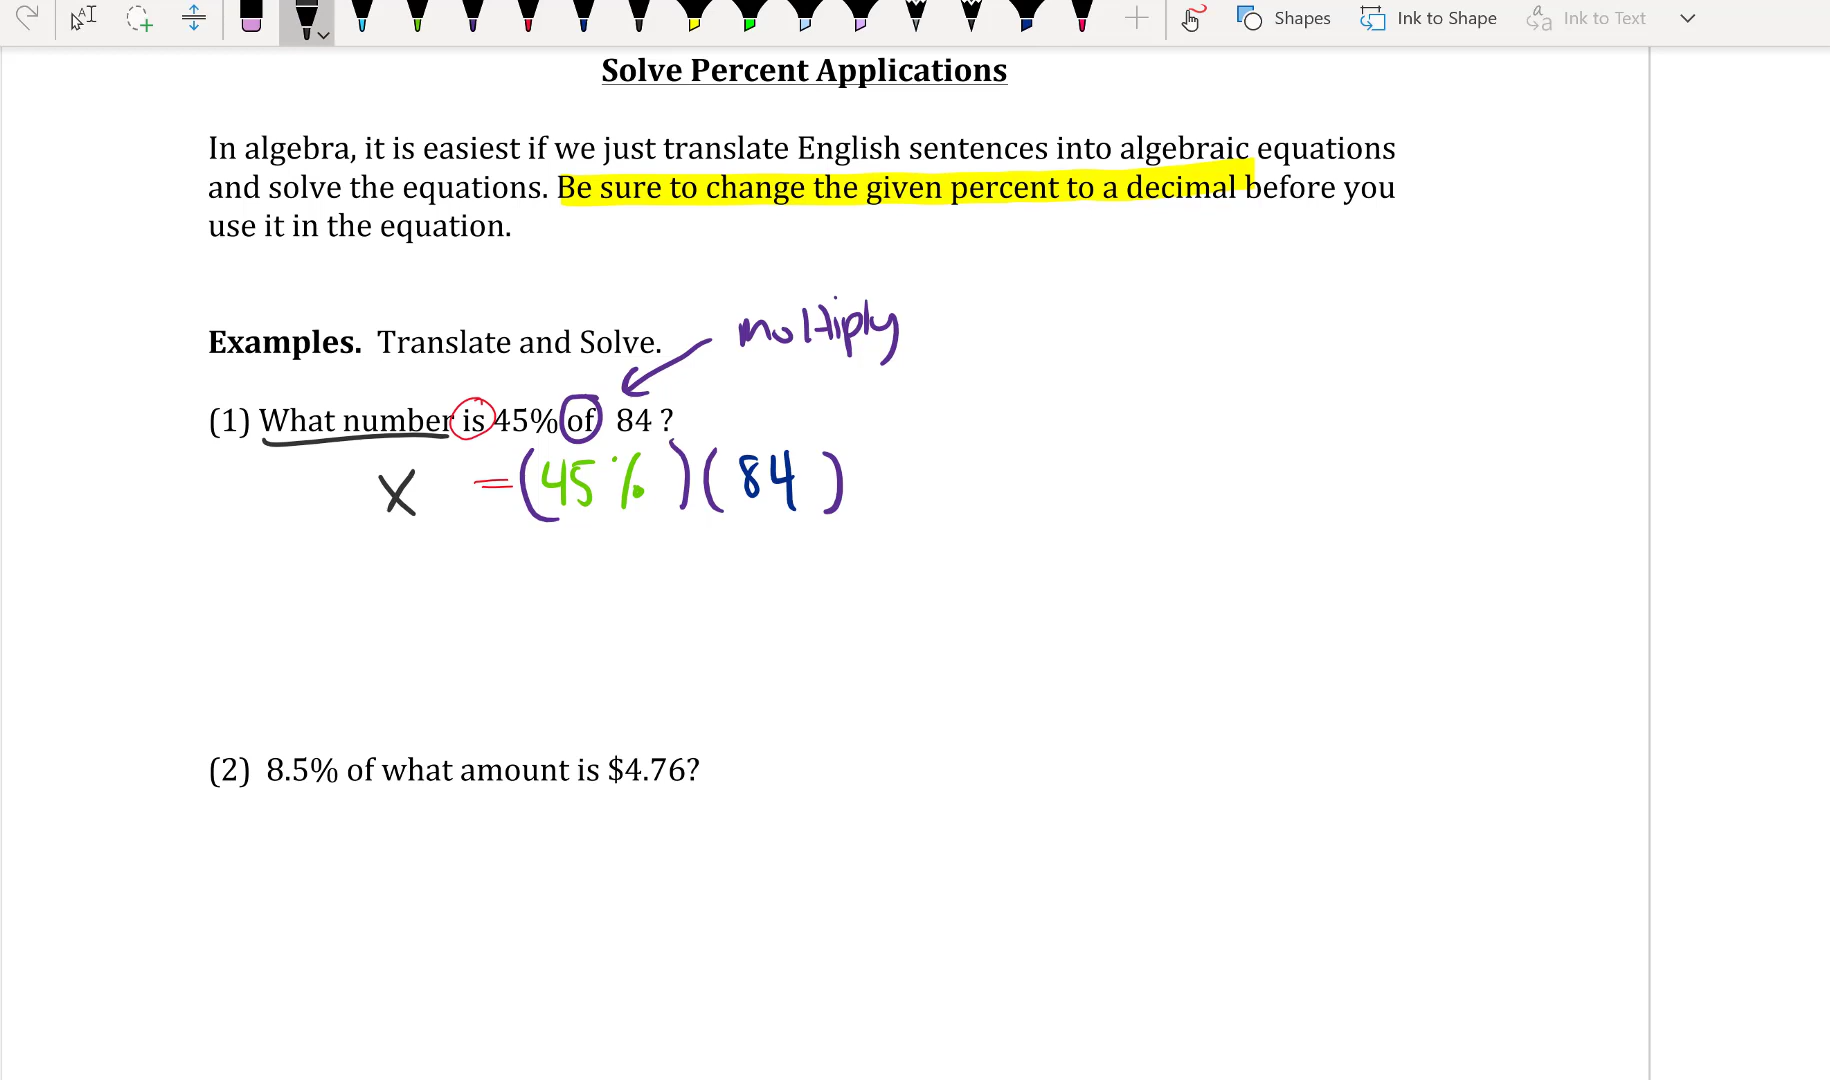 Shapes Ink to Shape Ink to Text
Solve Percent Applications
In algebra, it is easiest if we just translate English sentences into algebraic equations
and solve the equations. Be sure to change the given percent to a decimal before you
use it in the equation.
multiply
Examples. Translate and Solve.
(1) What number is 45% of 84 ?
X = (45%)(84)
(2) 8.5% of what amount is $4.76?